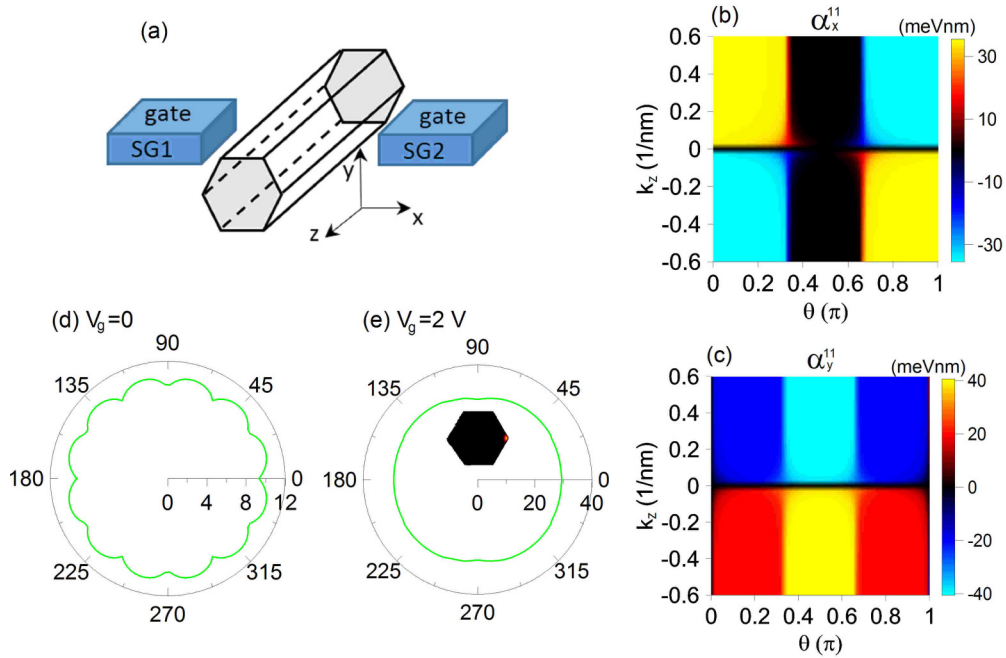 (a)
gate
SG1
gate
SG2
y
x
z
(b)
α_x^11
(meVnm)
0.6
0.4
0.2
0
-0.2
-0.4
-0.6
k_z (1/nm)
0 0.2 0.4 0.6 0.8 1
θ (π)
30
10
-10
-30
(d) V_g=0
90
135
45
180
0
225
315
270
0 4 8 12
(e) V_g=2 V
90
135
45
180
0
225
315
270
0 20 40
(c)
α_y^11
(meVnm)
0.6
0.4
0.2
0
-0.2
-0.4
-0.6
k_z (1/nm)
0 0.2 0.4 0.6 0.8 1
θ (π)
40
20
0
-20
-40